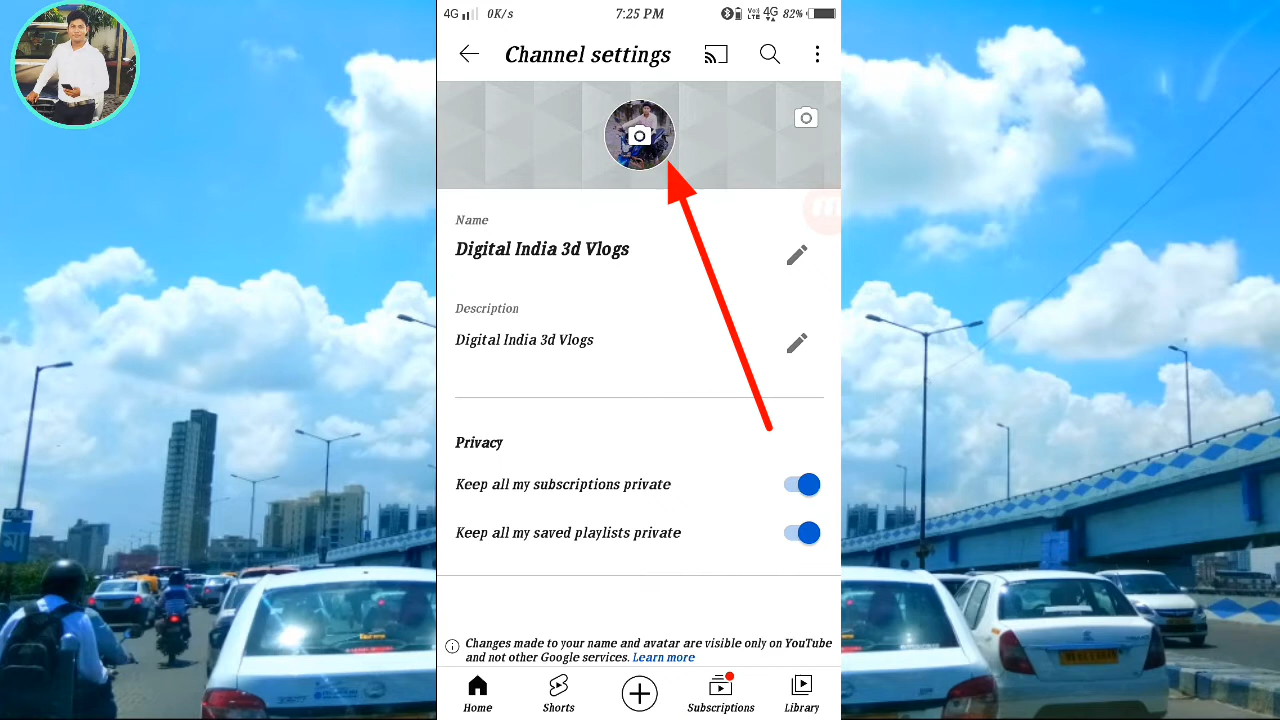 4G 0K/s 7:25 PM Vo) LTE 4G 82%
Channel settings
Name
Digital India 3d Vlogs
Description
Digital India 3d Vlogs
Privacy
Keep all my subscriptions private
Keep all my saved playlists private
Changes made to your name and avatar are visible only on YouTube
and not other Google services. Learn more
Home Shorts Subscriptions Library